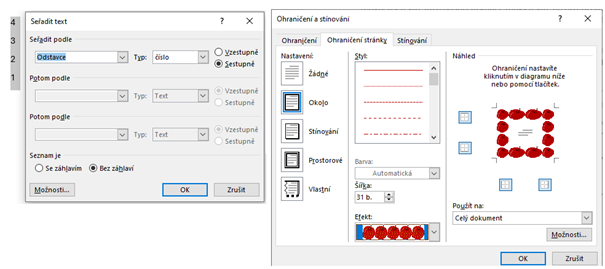 4
3
2
1
Seřadit text
? ×
Seřadit podle
Odstavce
Typ: číslo
Vzestupně
Sestupně
Potom podle
Typ: Text
Vzestupně
Sestupně
Potom podle
Typ: Text
Vzestupně
Sestupně
Seznam je
Se záhlavím
Bez záhlaví
Možnosti...
OK
Zrušit
Ohraničení a stínování
? ×
Ohraničení
Ohraničení stránky
Stínování
Nastavení:
Žádné
Okolo
Stínování
Prostorové
Vlastní
Styl:
Barva:
Automatická
Šířka:
31 b.
Efekt:
Náhled
Ohraničení nastavíte
kliknutím v diagramu níže
nebo pomocí tlačítek.
Použít na:
Celý dokument
Možnosti...
OK
Zrušit